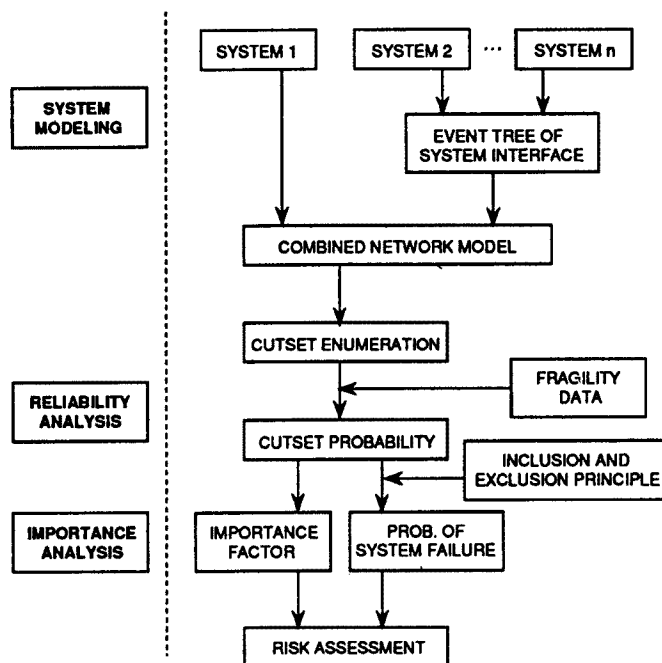 SYSTEM 1
SYSTEM 2
...
SYSTEM n
SYSTEM
MODELING
EVENT TREE OF
SYSTEM INTERFACE
COMBINED NETWORK MODEL
CUTSET ENUMERATION
FRAGILITY
DATA
RELIABILITY
ANALYSIS
CUTSET PROBABILITY
INCLUSION AND
EXCLUSION PRINCIPLE
IMPORTANCE
ANALYSIS
IMPORTANCE
FACTOR
PROB. OF
SYSTEM FAILURE
RISK ASSESSMENT